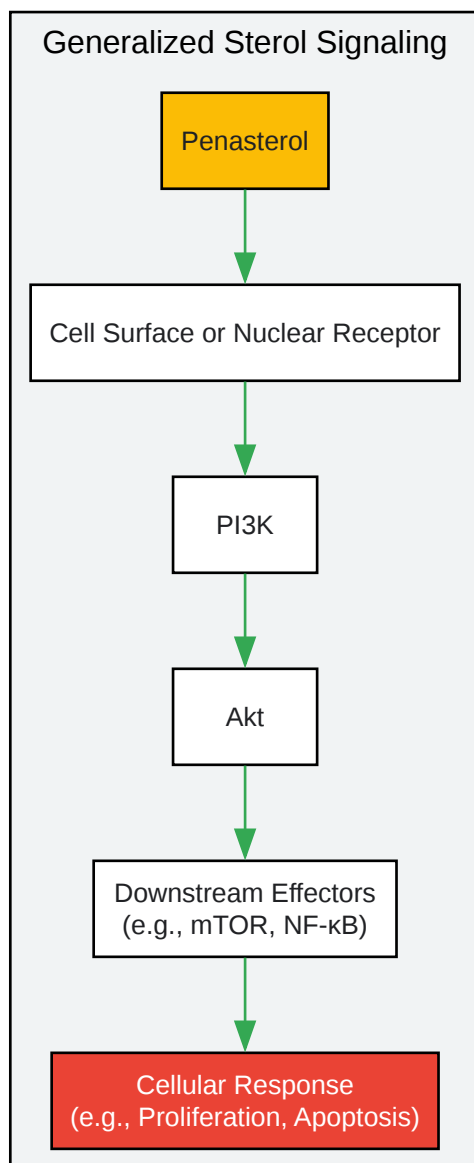 Generalized Sterol Signaling
Penasterol
Cell Surface or Nuclear Receptor
PI3K
Akt
Downstream Effectors
(e.g., mTOR, NF-κB)
Cellular Response
(e.g., Proliferation, Apoptosis)